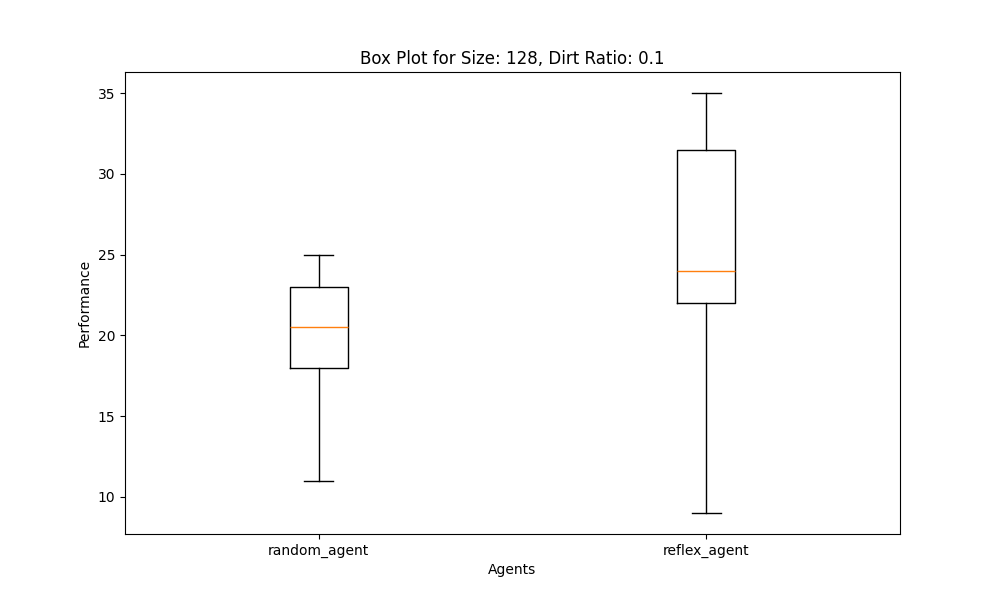 Box Plot for Size: 128, Dirt Ratio: 0.1
35
30
25
20
15
10
Performance
random_agent
reflex_agent
Agents